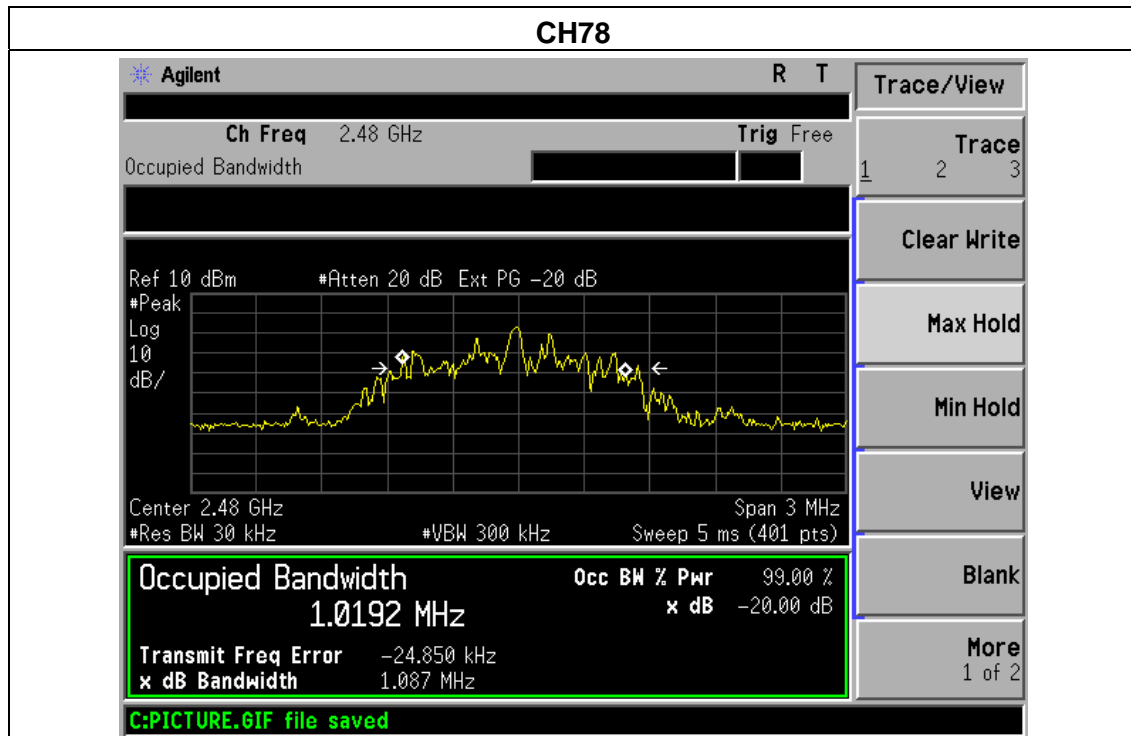 CH78
Agilent
R T
Trace/View
Ch Freq 2.48 GHz
Trig Free
Occupied Bandwidth
Trace
1 2 3
Clear Write
Ref 10 dBm #Atten 20 dB Ext PG -20 dB
#Peak
Log
10
dB/
Max Hold
Min Hold
View
Center 2.48 GHz
Span 3 MHz
#Res BW 30 kHz #VBW 300 kHz Sweep 5 ms (401 pts)
Occupied Bandwidth
1.0192 MHz
Occ BW % Pwr 99.00 %
x dB -20.00 dB
Blank
Transmit Freq Error -24.850 kHz
x dB Bandwidth 1.087 MHz
More
1 of 2
C:PICTURE.GIF file saved